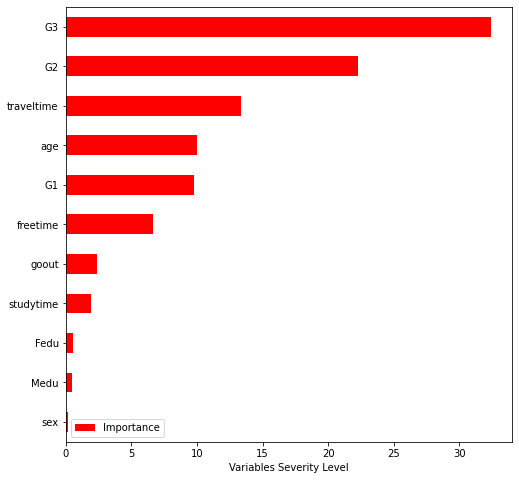 G3
G2
traveltime
age
G1
freetime
goout
studytime
Fedu
Medu
sex
Importance
0 5 10 15 20 25 30
Variables Severity Level